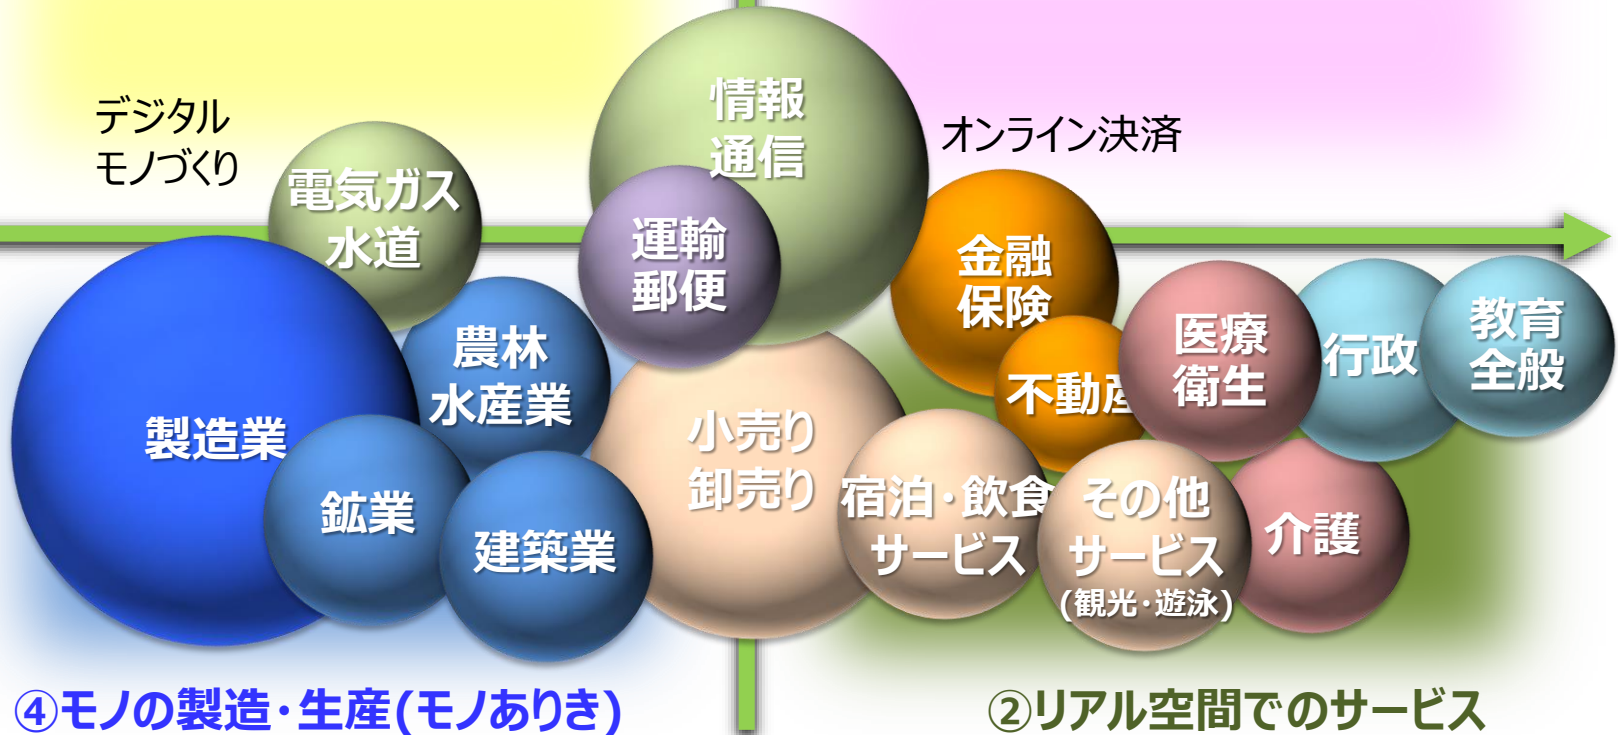 デジタル
モノづくり
電気ガス
水道
情報
通信
運輸
郵便
オンライン決済
金融
保険
不動産
医療
衛生
行政
教育
全般
製造業
農林
水産業
鉱業
建築業
小売り
卸売り
宿泊・飲食
サービス
その他
サービス
(観光・遊泳)
介護
④モノの製造・生産(モノありき)
②リアル空間でのサービス